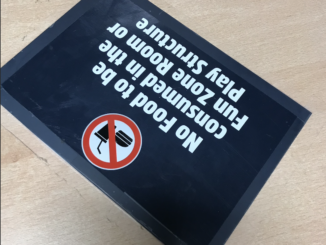 No Food to be
consumed in the
Fun Zone Room or
play Structure